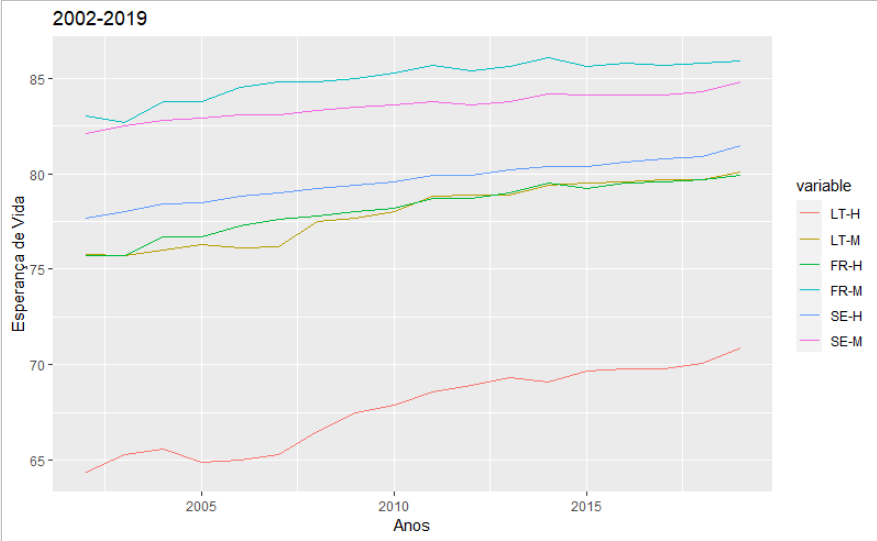 2002-2019
85
80
75
70
65
Esperança de Vida
2005
2010
2015
Anos
variable
LT-H
LT-M
FR-H
FR-M
SE-H
SE-M